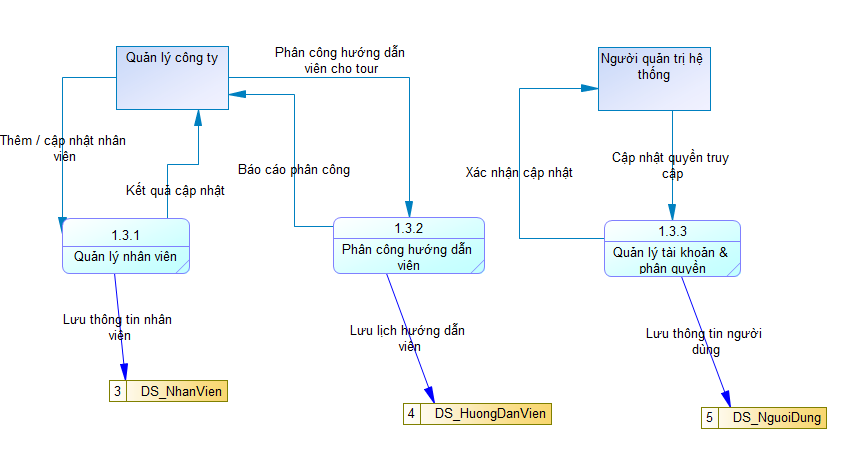 Quản lý công ty
Phân công hướng dẫn
viên cho tour
Người quản trị hệ
thống
Thêm / cập nhật nhân
viên
Kết quả cập nhật
Báo cáo phân công
Xác nhận cập nhật
Cập nhật quyền truy
cập
1.3.1
Quản lý nhân viên
1.3.2
Phân công hướng dẫn
viên
1.3.3
Quản lý tài khoản &
phân quyền
Lưu thông tin nhân
viên
Lưu lịch hướng dẫn
viên
Lưu thông tin người
dùng
3 DS_NhanVien
4 DS_HuongDanVien
5 DS_NguoiDung